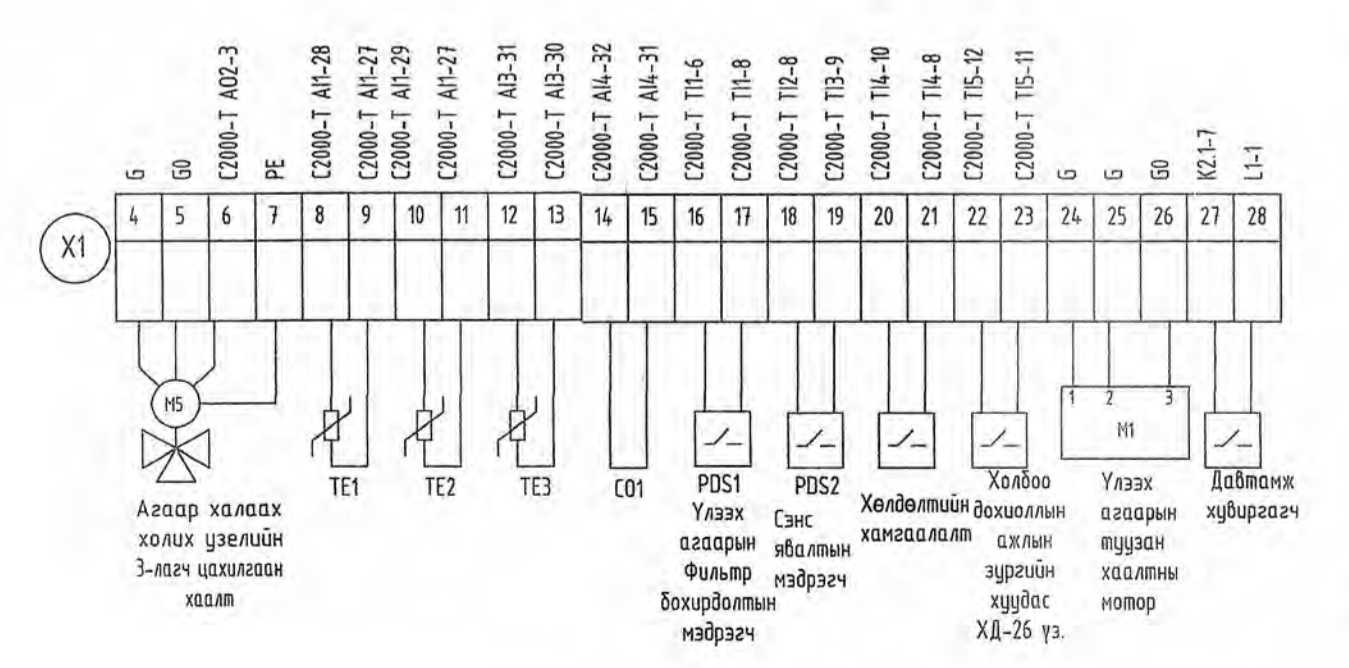 G
G0
C2000-T AO2-3
PE
C2000-T AI1-28
C2000-T AI1-27
C2000-T AI1-29
C2000-T AI1-27
C2000-T AI3-31
C2000-T AI3-30
C2000-T AI4-32
C2000-T AI4-31
C2000-T TI1-6
C2000-T TI1-8
C2000-T TI2-8
C2000-T TI3-9
C2000-T TI4-10
C2000-T TI4-8
C2000-T TI5-12
C2000-T TI5-11
G
G
G0
K2.1-7
L1-1
X1
4 5 6 7 8 9 10 11 12 13 14 15 16 17 18 19 20 21 22 23 24 25 26 27 28
M5
1 2 3
M1
Агаар халаах
холих узелийн
3-лагч цахилгаан
хаалт
TE1
TE2
TE3
CO1
PDS1
Үлээх
агаарын
Фильтр
бохирдолтын
мэдрэгч
PDS2
Сэнс
явалтын
мэдрэгч
Хөлдөлтийн
хамгаалалт
Холбоо
дохиоллын
ажлын
зургийн
хуудас
ХД-26 үз.
Үлээх
агаарын
туузан
хаалтны
мотор
Давтамж
хувиргагч